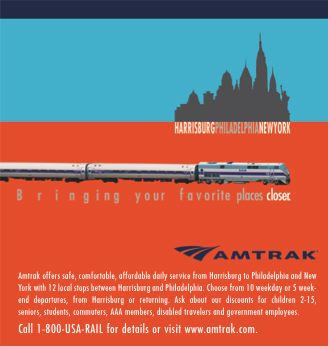 HARRISBURGPHILADELPHIANEWYORK
Bringing your favorite places closer.
AMTRAK
Amtrak offers safe, comfortable, affordable daily service from Harrisburg to Philadelphia and New
York with 12 local stops between Harrisburg and Philadelphia. Choose from 10 weekday or 5 week-
end departures, from Harrisburg or returning. Ask about our discounts for children 2-15,
seniors, students, commuters, AAA members, disabled travelers and government employees.
Call 1-800-USA-RAIL for details or visit www.amtrak.com.